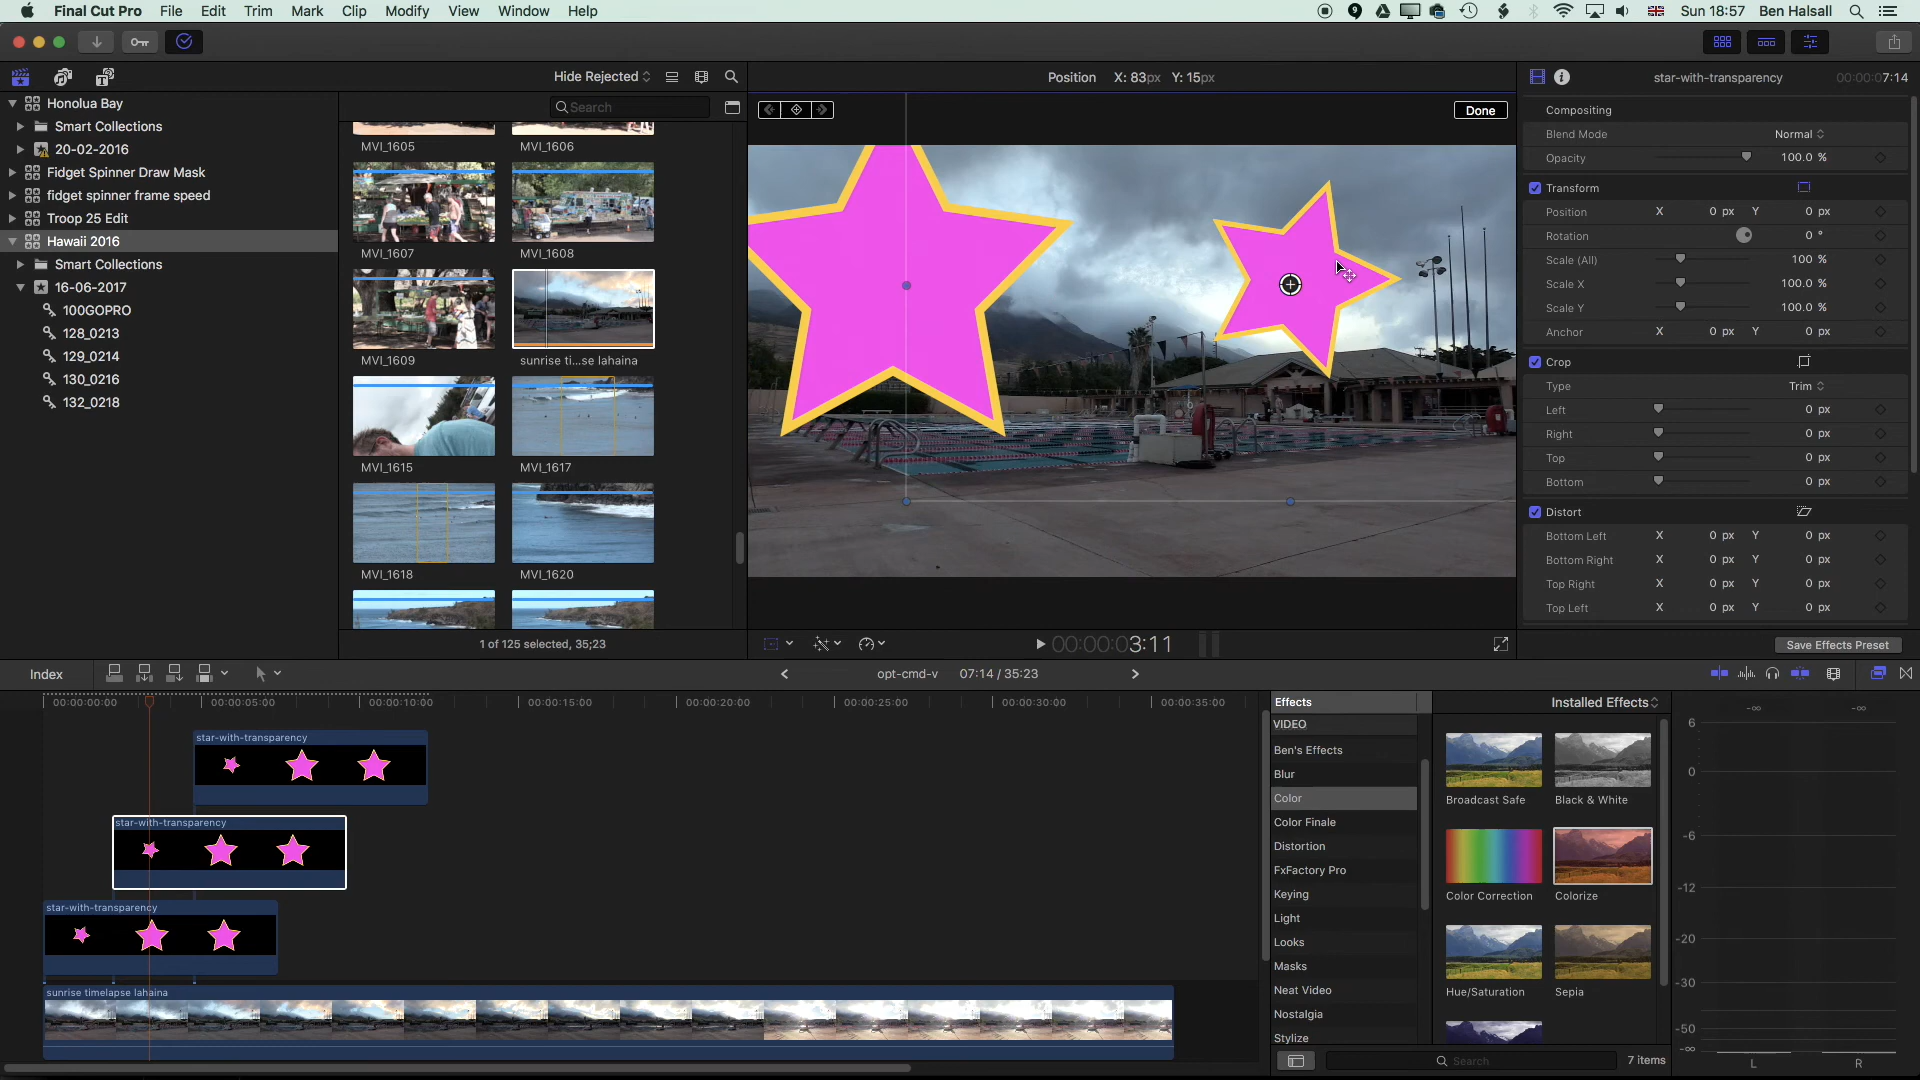 Final Cut Pro File Edit Trim Mark Clip Modify View Window Help
9 Sun 18:57 Ben Halsall
Hide Rejected
Search
Honolua Bay
Smart Collections
20-02-2016
Fidget Spinner Draw Mask
fidget spinner frame speed
Troop 25 Edit
Hawaii 2016
Smart Collections
16-06-2017
100GOPRO
128_0213
129_0214
130_0216
132_0218
MVI_1605 MVI_1606
MVI_1607 MVI_1608
MVI_1609 sunrise ti...se lahaina
MVI_1615 MVI_1617
MVI_1618 MVI_1620
1 of 125 selected, 35;23
Position X: 83px Y: 15px
Done
00:00:00 3:11
star-with-transparency 00:00:0 7:14
Compositing
Blend Mode Normal
Opacity 100.0 %
Transform
Position X 0 px Y 0 px
Rotation 0 °
Scale (All) 100 %
Scale X 100.0 %
Scale Y 100.0 %
Anchor X 0 px Y 0 px
Crop
Type Trim
Left 0 px
Right 0 px
Top 0 px
Bottom 0 px
Distort
Bottom Left X 0 px Y 0 px
Bottom Right X 0 px Y 0 px
Top Right X 0 px Y 0 px
Top Left X 0 px Y 0 px
Save Effects Preset
Index
opt-cmd-v 07:14 / 35:23
00:00:00:00 00:00:05:00 00:00:10:00 00:00:15:00 00:00:20:00 00:00:25:00 00:00:30:00 00:00:35:00
star-with-transparency
star-with-transparency
star-with-transparency
sunrise timelapse lahaina
Effects
Installed Effects
VIDEO
Ben's Effects
Blur
Color
Color Finale
Distortion
FxFactory Pro
Keying
Light
Looks
Masks
Neat Video
Nostalgia
Stylize
Broadcast Safe Black & White
Color Correction Colorize
Hue/Saturation Sepia
Search
7 items
-∞ -∞
6
0
-6
-12
-20
-30
-50
-∞
L R